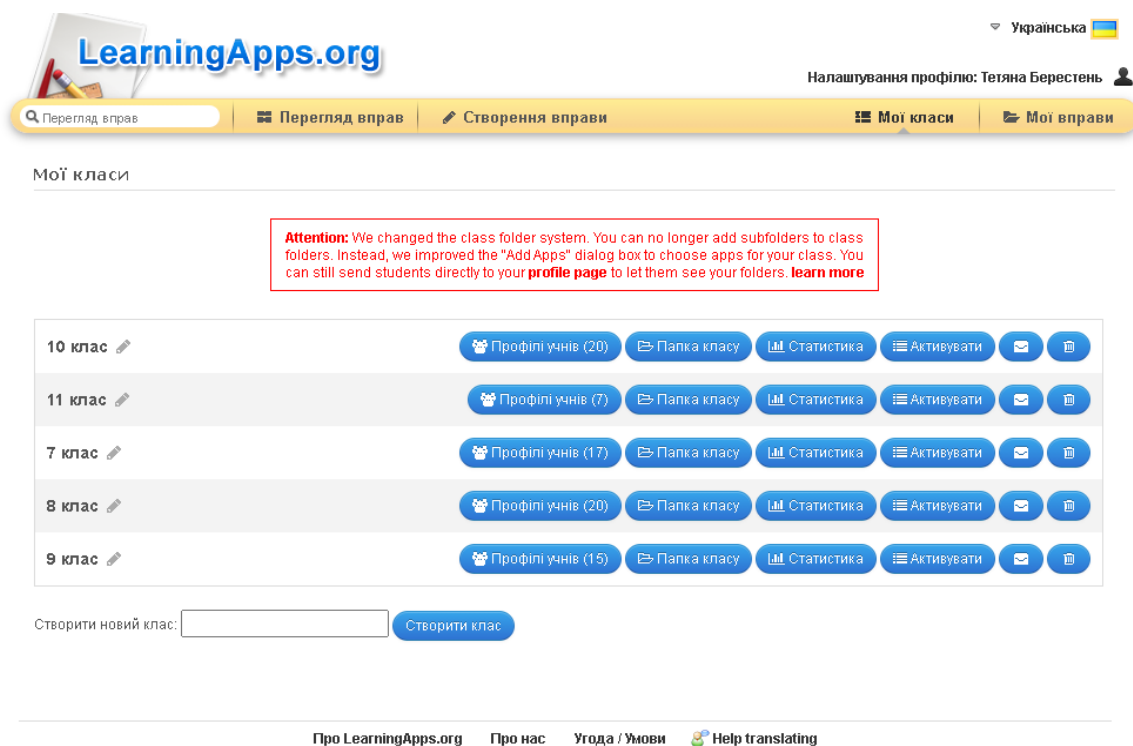 Українська
LearningApps.org
Налаштування профілю: Тетяна Берестень
Перегляд вправ Перегляд вправ Створення вправи Мої класи Мої вправи
Мої класи
Attention: We changed the class folder system. You can no longer add subfolders to class
folders. Instead, we improved the "Add Apps" dialog box to choose apps for your class. You
can still send students directly to your profile page to let them see your folders. learn more
10 клас Профілі учнів (20) Папка класу Статистика Активувати
11 клас Профілі учнів (7) Папка класу Статистика Активувати
7 клас Профілі учнів (17) Папка класу Статистика Активувати
8 клас Профілі учнів (20) Папка класу Статистика Активувати
9 клас Профілі учнів (15) Папка класу Статистика Активувати
Створити новий клас: Створити клас
Про LearningApps.org Про нас Угода / Умови Help translating